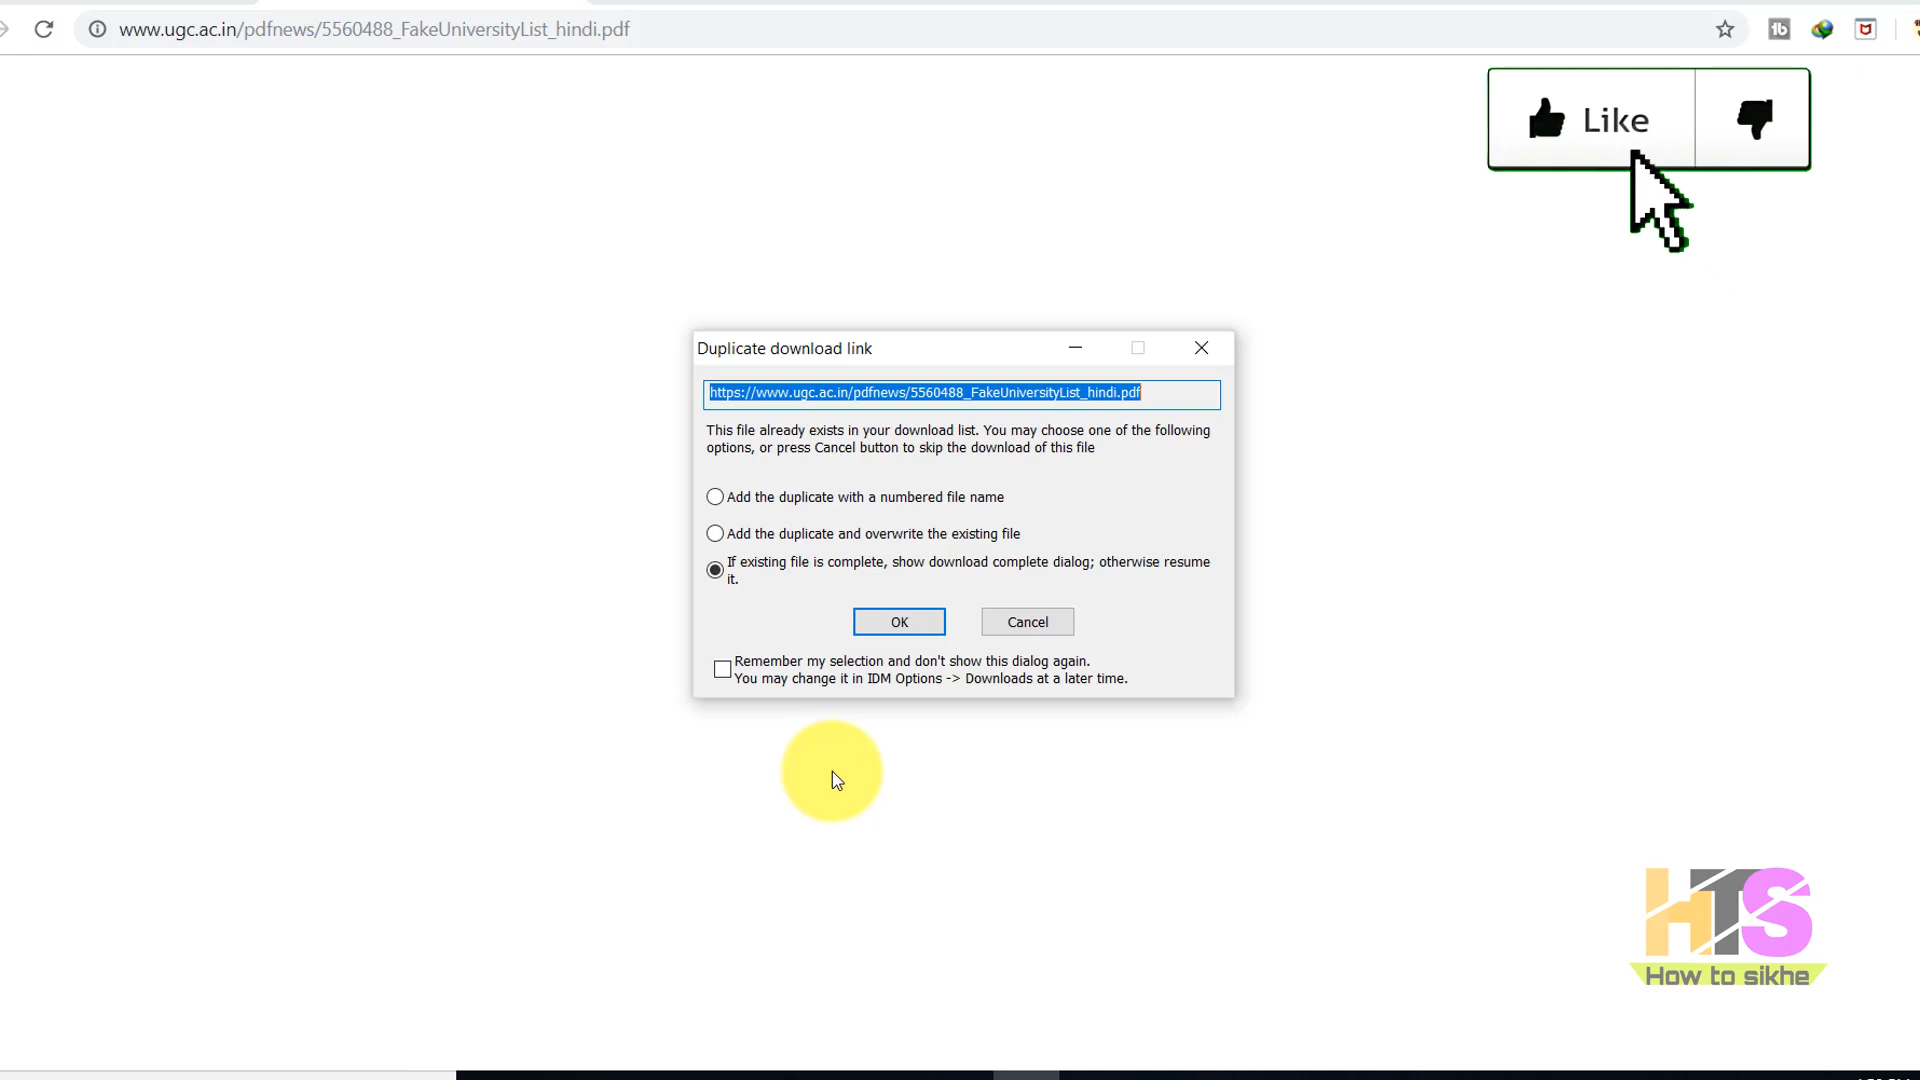 www.ugc.ac.in/pdfnews/5560488_FakeUniversityList_hindi.pdf
Like
Duplicate download link
https://www.ugc.ac.in/pdfnews/5560488_FakeUniversityList_hindi.pdf
This file already exists in your download list. You may choose one of the following
options, or press Cancel button to skip the download of this file
Add the duplicate with a numbered file name
Add the duplicate and overwrite the existing file
If existing file is complete, show download complete dialog; otherwise resume
it.
OK Cancel
Remember my selection and don't show this dialog again.
You may change it in IDM Options -> Downloads at a later time.
HTS
How to sikhe